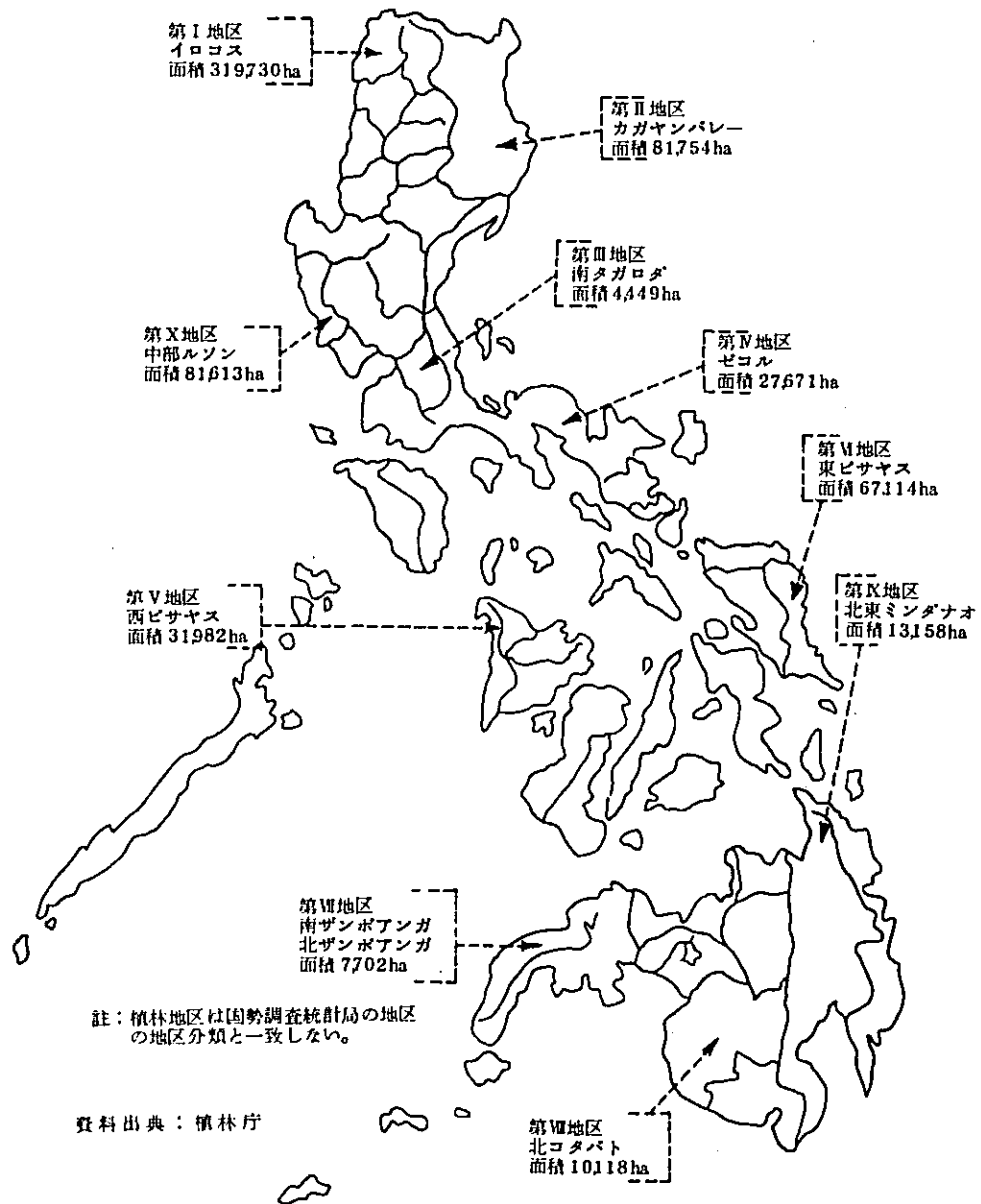 第Ⅰ地区
イロコス
面積 319,730ha
第Ⅱ地区
カガヤンバレー
面積 81,754ha
第Ⅲ地区
南タガロダ
面積 4,449ha
第Ⅹ地区
中部ルソン
面積 81,613ha
第Ⅳ地区
ゼコル
面積 27,671ha
第Ⅵ地区
東ビサヤス
面積 67,114ha
第Ⅴ地区
西ビサヤス
面積 31,982ha
第Ⅸ地区
北東ミンダナオ
面積 13,158ha
第Ⅶ地区
南ザンボアンガ
北ザンボアンガ
面積 7,702ha
註：植林地区は国勢調査統計局の地区
の地区分類と一致しない。
資料出典：植林庁
第Ⅷ地区
北コタバト
面積 10,118ha